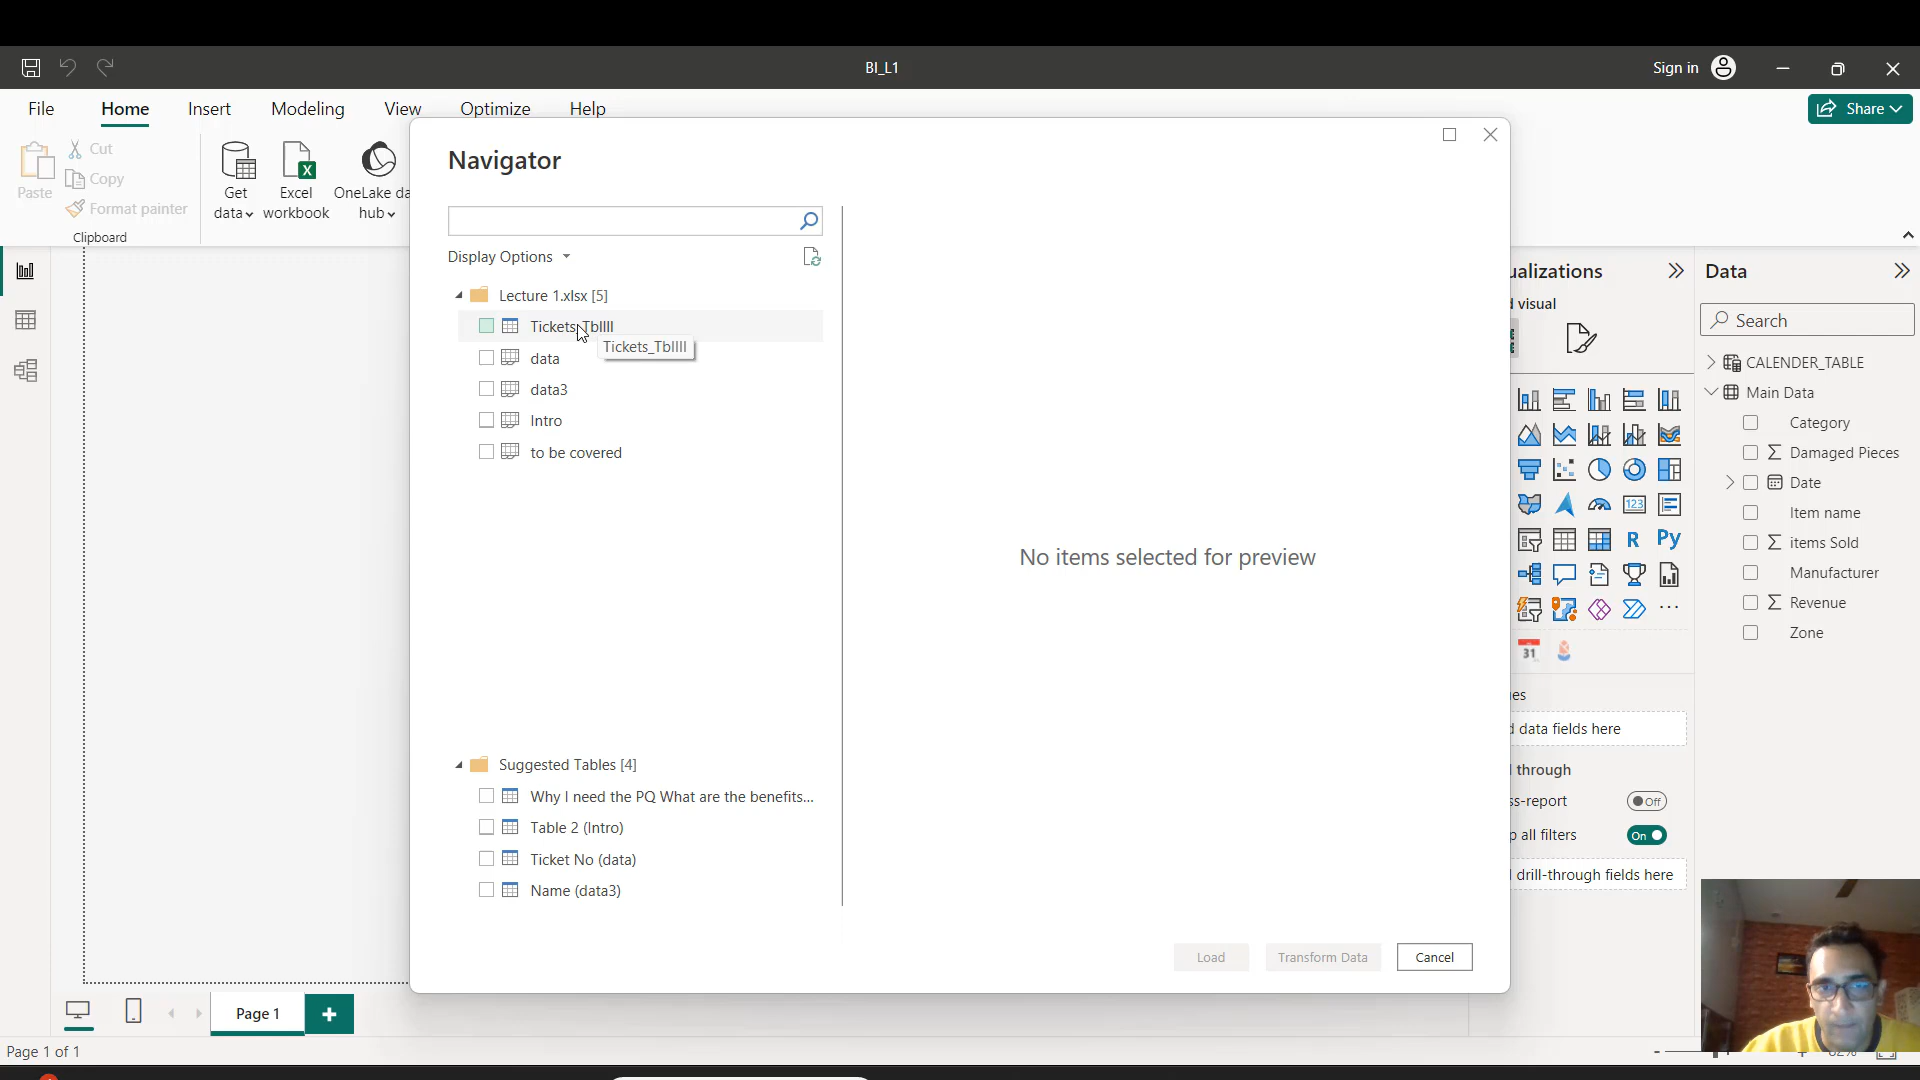 BI_L1
Sign in
File
Home
Insert
Modeling
View
Optimize
Help
Share
Paste
Cut
Copy
Format painter
Clipboard
Get
data
Excel
workbook
OneLake da
hub
Navigator
Display Options
Lecture 1.xlsx [5]
Tickets_Tbllll
Tickets_Tbllll
data
data3
Intro
to be covered
Suggested Tables [4]
Why I need the PQ What are the benefits...
Table 2 (Intro)
Ticket No (data)
Name (data3)
No items selected for preview
Load
Transform Data
Cancel
ualizations
d visual
123
R
Py
31
es
d data fields here
l through
ss-report
Off
p all filters
On
l drill-through fields here
Data
Search
CALENDER_TABLE
Main Data
Category
Damaged Pieces
Date
Item name
items Sold
Manufacturer
Revenue
Zone
Page 1
Page 1 of 1